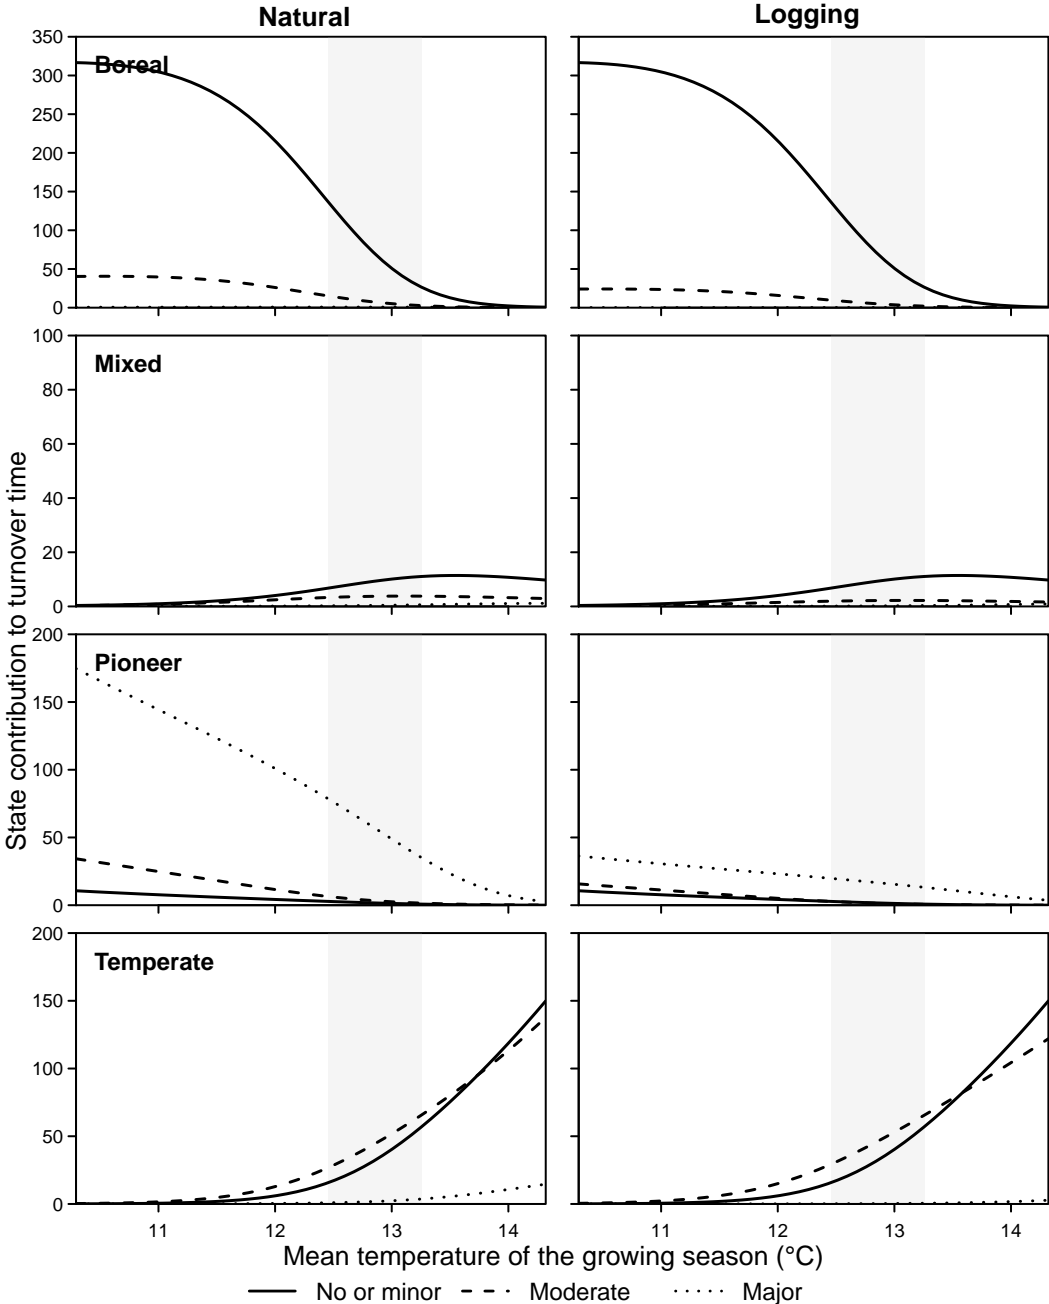 Natural
Logging
350
300
250
200
150
100
50
0
Boreal
100
80
60
40
20
0
Mixed
State contribution to turnover time
200
150
100
50
0
Pioneer
200
150
100
50
0
Temperate
11 12 13 14
11 12 13 14
Mean temperature of the growing season (°C)
No or minor Moderate Major